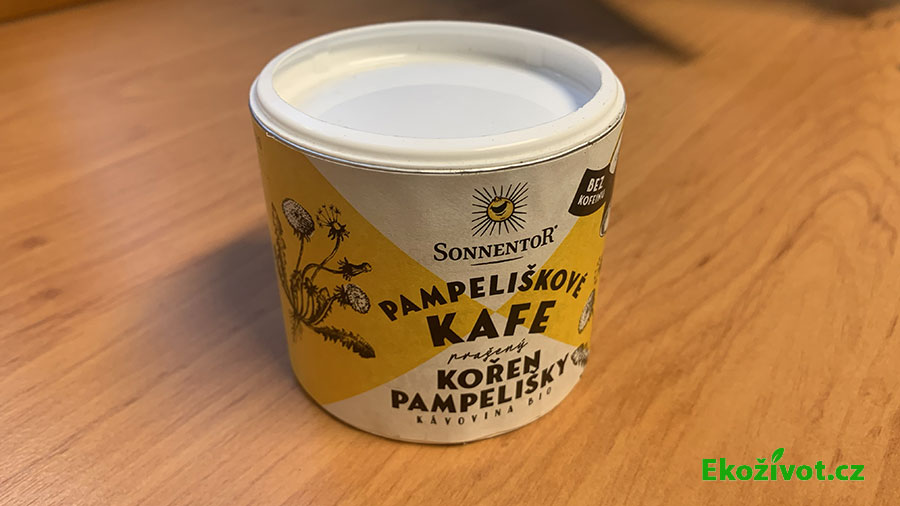 BEZ
KOFEINU
SONNENTOR®
PAMPELIŠKOVÉ
KAFE
pražený
KOŘEN
PAMPELIŠKY
KÁVOVINA BIO
Ekoživot.cz